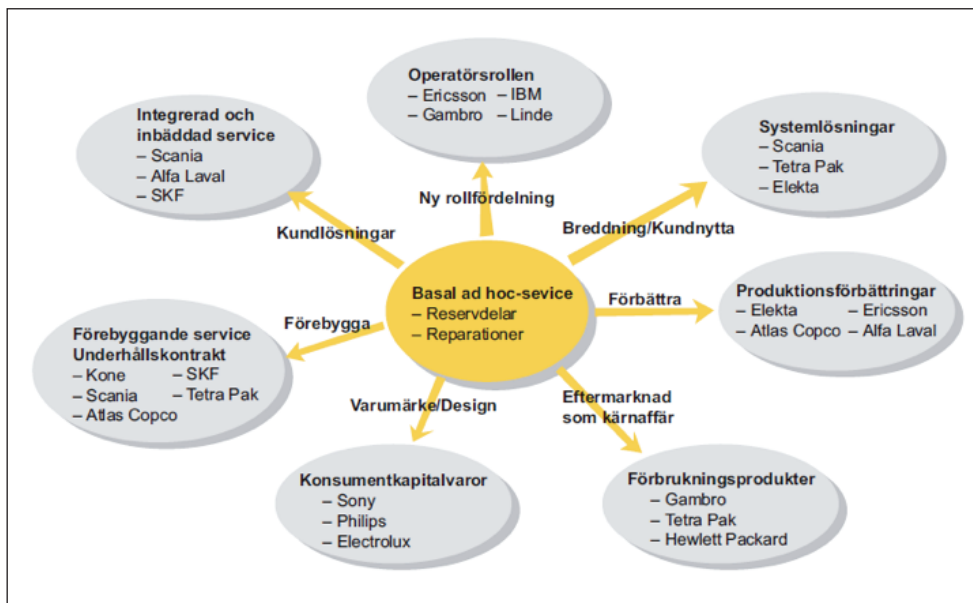 Operatörsrollen
– Ericsson – IBM
– Gambro – Linde
Integrerad och
inbäddad service
– Scania
– Alfa Laval
– SKF
Systemlösningar
– Scania
– Tetra Pak
– Elekta
Ny rollfördelning
Kundlösningar
Breddning/Kundnytta
Basal ad hoc-sevice
– Reservdelar
– Reparationer
Förbättra
Produktionsförbättringar
– Elekta – Ericsson
– Atlas Copco – Alfa Laval
Förebygga
Förebyggande service
Underhållskontrakt
– Kone – SKF
– Scania – Tetra Pak
– Atlas Copco
Varumärke/Design
Eftermarknad
som kärnaffär
Konsumentkapitalvaror
– Sony
– Philips
– Electrolux
Förbrukningsprodukter
– Gambro
– Tetra Pak
– Hewlett Packard